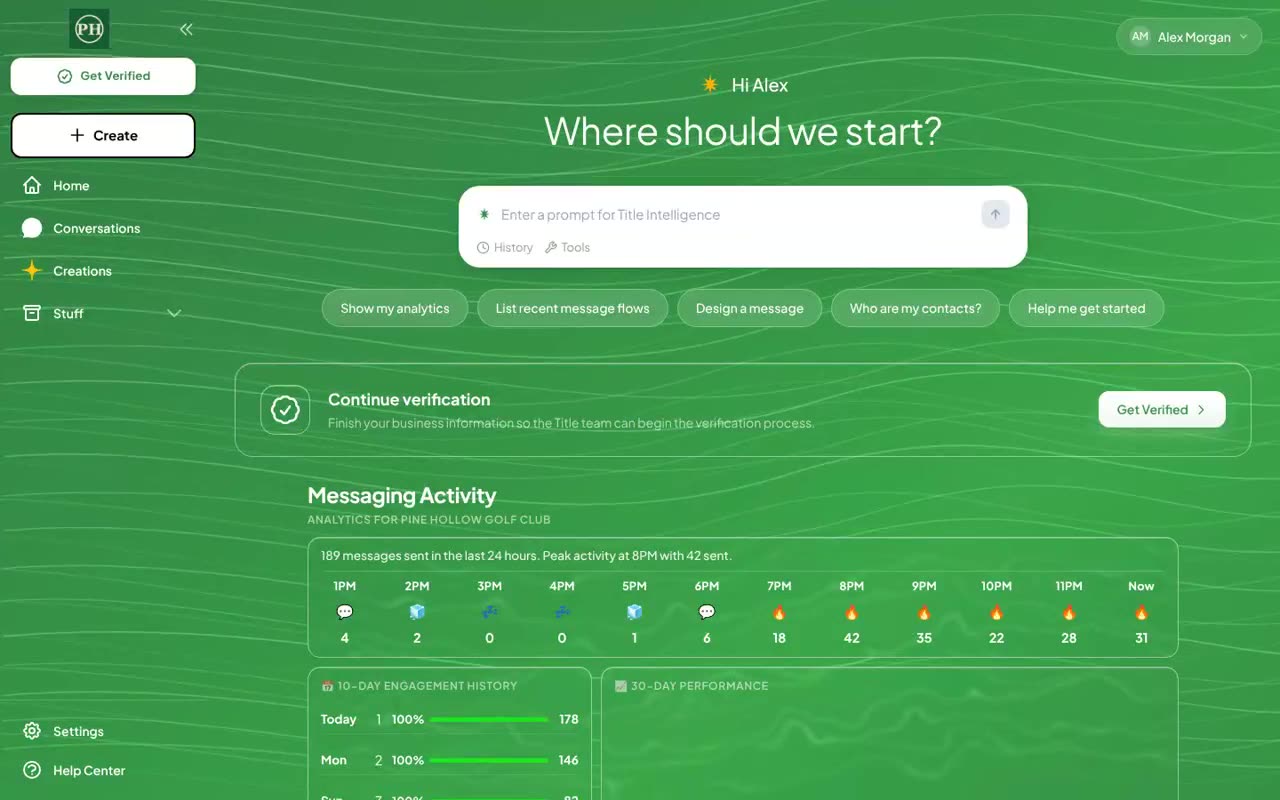 PH
Get Verified
Create
Home
Conversations
Creations
Stuff
Settings
Help Center
AM Alex Morgan
Hi Alex
Where should we start?
Enter a prompt for Title Intelligence
History Tools
Show my analytics
List recent message flows
Design a message
Who are my contacts?
Help me get started
Continue verification
Finish your business information so the Title team can begin the verification process.
Get Verified
Messaging Activity
ANALYTICS FOR PINE HOLLOW GOLF CLUB
189 messages sent in the last 24 hours. Peak activity at 8PM with 42 sent.
1PM 2PM 3PM 4PM 5PM 6PM 7PM 8PM 9PM 10PM 11PM Now
4 2 0 0 1 6 18 42 35 22 28 31
10-DAY ENGAGEMENT HISTORY
Today 1 100% 178
Mon 2 100% 146
30-DAY PERFORMANCE